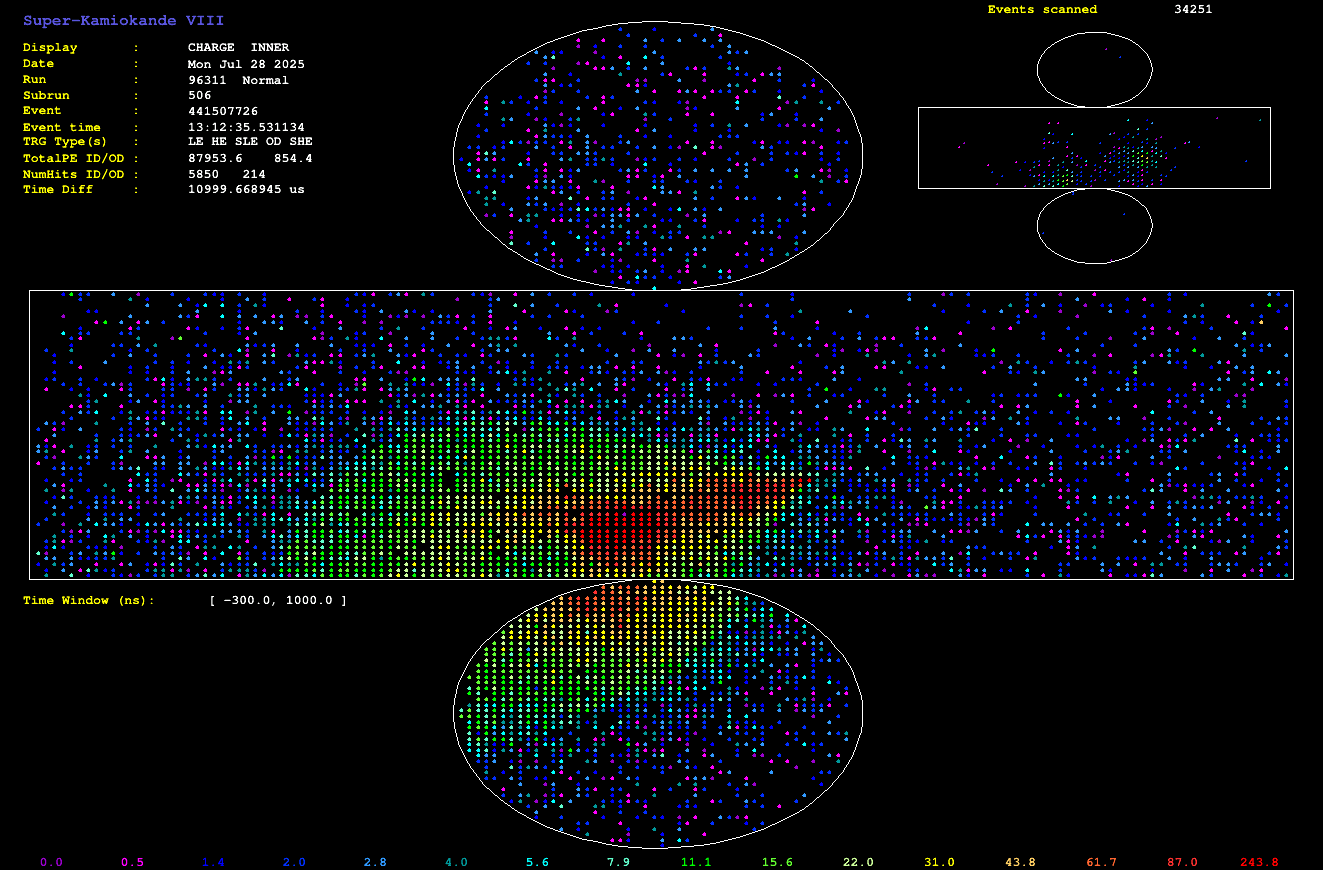 Super-Kamiokande VIII
Events scanned 34251
Display : CHARGE INNER
Date : Mon Jul 28 2025
Run : 96311 Normal
Subrun : 506
Event : 441507726
Event time : 13:12:35.531134
TRG Type(s) : LE HE SLE OD SHE
TotalPE ID/OD : 87953.6 854.4
NumHits ID/OD : 5850 214
Time Diff : 10999.668945 us
Time Window (ns): [ -300.0, 1000.0 ]
0.0 0.5 1.4 2.0 2.8 4.0 5.6 7.9 11.1 15.6 22.0 31.0 43.8 61.7 87.0 243.8